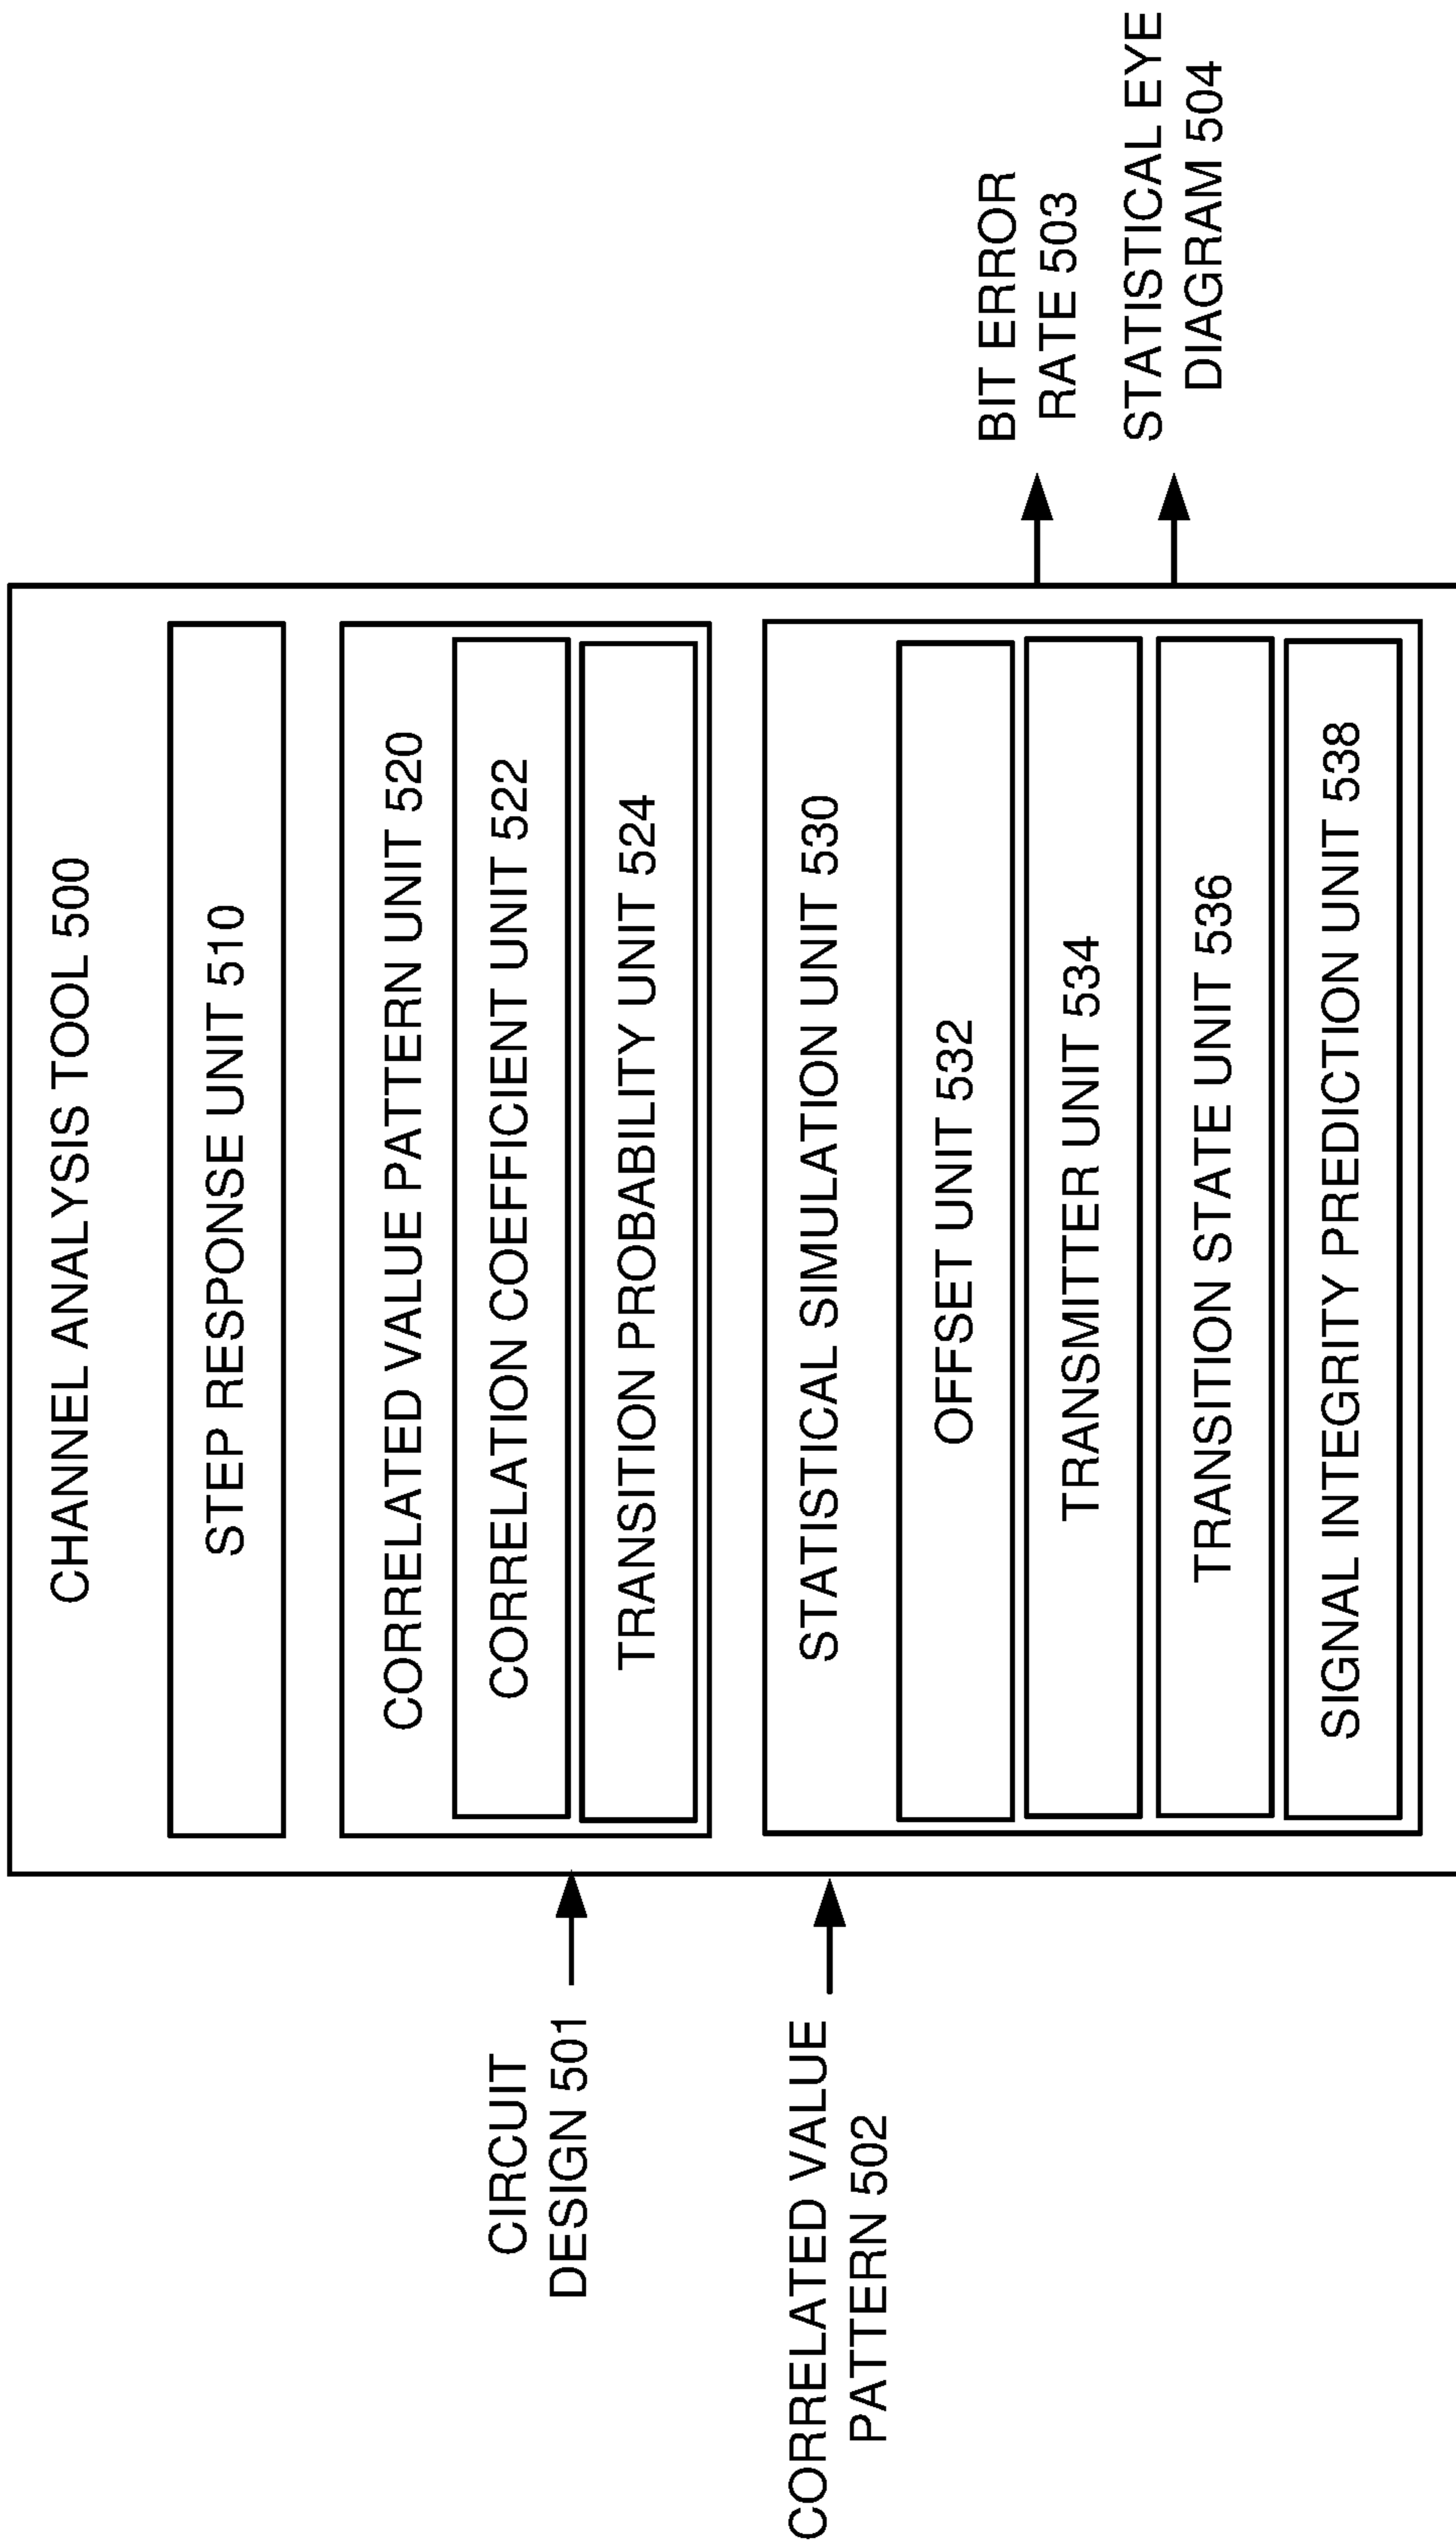 CHANNEL ANALYSIS TOOL 500
STEP RESPONSE UNIT 510
CORRELATED VALUE PATTERN UNIT 520
CORRELATION COEFFICIENT UNIT 522
TRANSITION PROBABILITY UNIT 524
STATISTICAL SIMULATION UNIT 530
OFFSET UNIT 532
TRANSMITTER UNIT 534
TRANSITION STATE UNIT 536
SIGNAL INTEGRITY PREDICTION UNIT 538
CIRCUIT
DESIGN 501
CORRELATED VALUE
PATTERN 502
BIT ERROR
RATE 503
STATISTICAL EYE
DIAGRAM 504